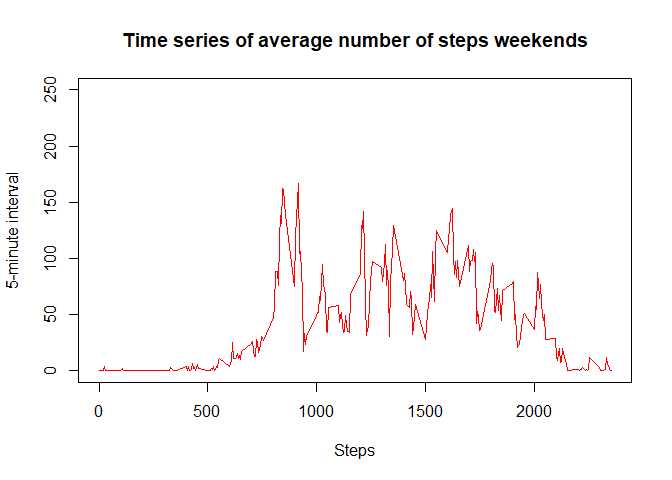 Time series of average number of steps weekends
250
200
150
100
50
0
5-minute interval
0 500 1000 1500 2000
Steps